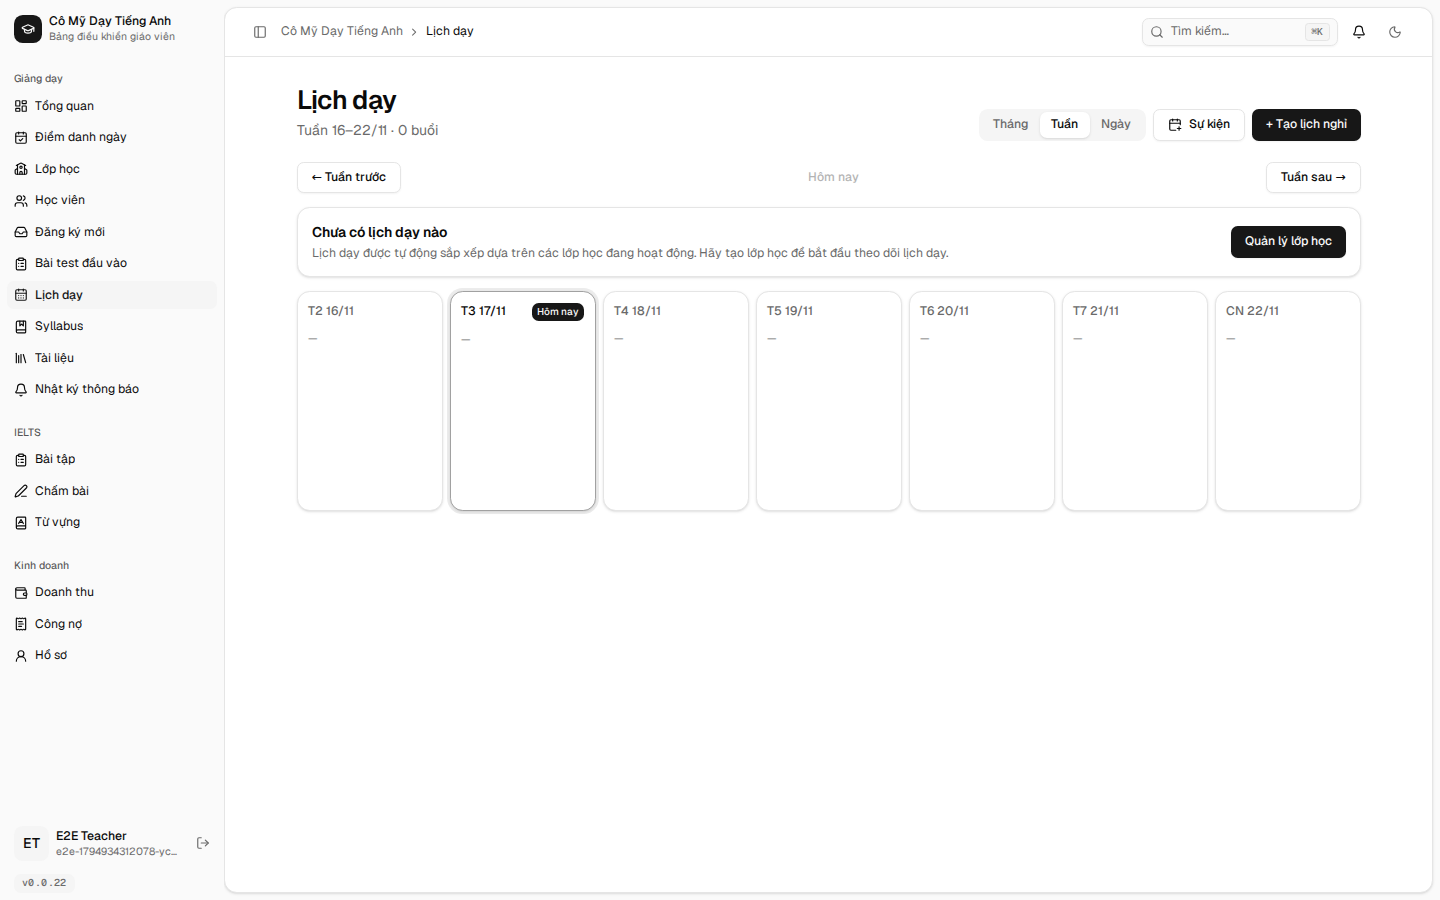 Cô Mỹ Dạy Tiếng Anh
Bảng điều khiển giáo viên
Giảng dạy
Tổng quan
Điểm danh ngày
Lớp học
Học viên
Đăng ký mới
Bài test đầu vào
Lịch dạy
Syllabus
Tài liệu
Nhật ký thông báo
IELTS
Bài tập
Chấm bài
Từ vựng
Kinh doanh
Doanh thu
Công nợ
Hồ sơ
ET
E2E Teacher
e2e-1794934312078-yc...
v0.0.22
Cô Mỹ Dạy Tiếng Anh > Lịch dạy
Tìm kiếm...
⌘K
Lịch dạy
Tuần 16–22/11 · 0 buổi
Tháng
Tuần
Ngày
Sự kiện
+ Tạo lịch nghỉ
← Tuần trước
Hôm nay
Tuần sau →
Chưa có lịch dạy nào
Lịch dạy được tự động sắp xếp dựa trên các lớp học đang hoạt động. Hãy tạo lớp học để bắt đầu theo dõi lịch dạy.
Quản lý lớp học
T2 16/11
—
T3 17/11
Hôm nay
—
T4 18/11
—
T5 19/11
—
T6 20/11
—
T7 21/11
—
CN 22/11
—